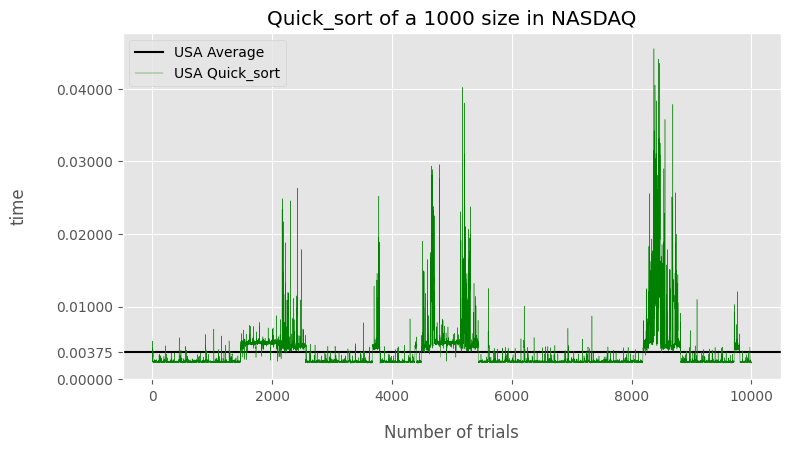 Quick_sort of a 1000 size in NASDAQ
USA Average
USA Quick_sort
time
0.04000
0.03000
0.02000
0.01000
0.00375
0.00000
0 2000 4000 6000 8000 10000
Number of trials